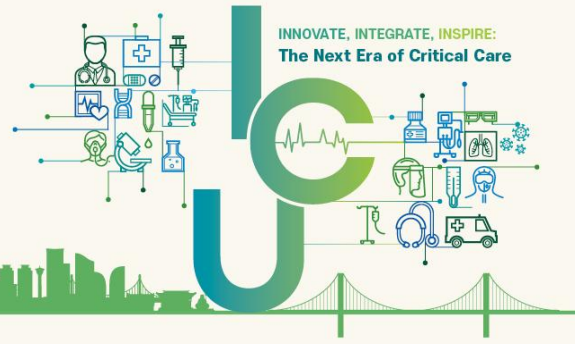 INNOVATE, INTEGRATE, INSPIRE:
The Next Era of Critical Care
ICU